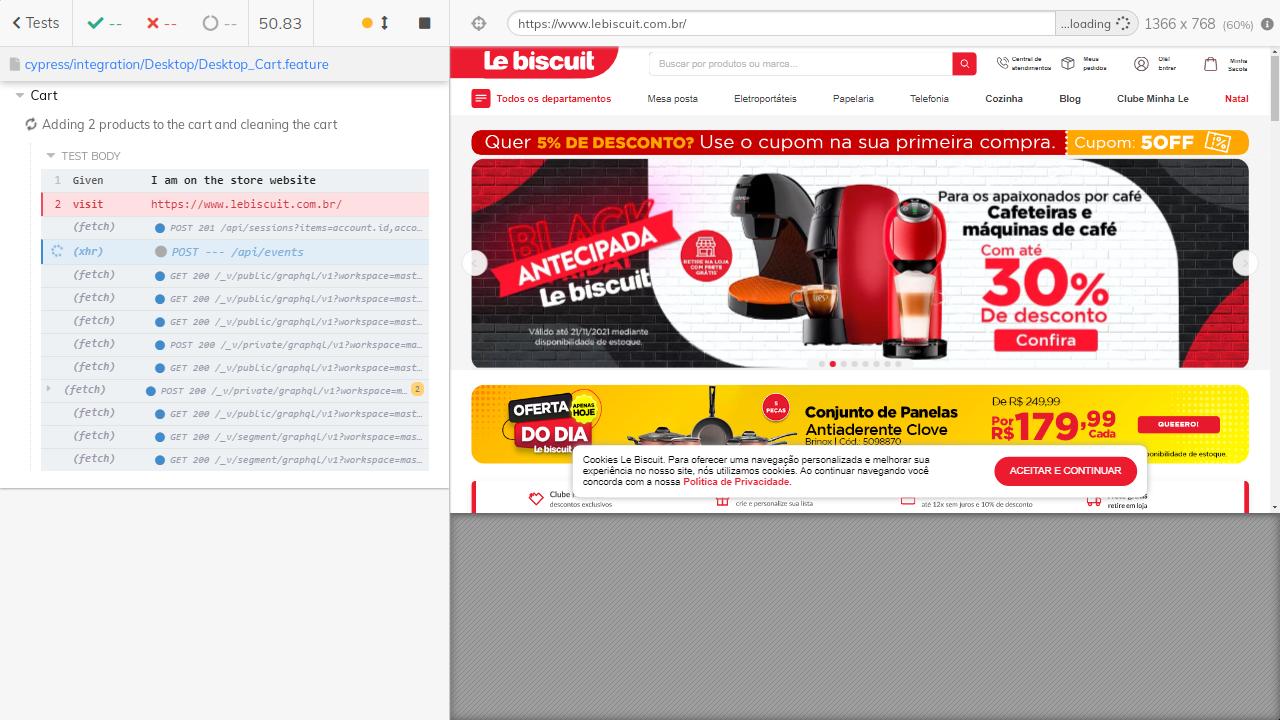 Tests
--
--
--
50.83
https://www.lebiscuit.com.br/
...loading
1366 x 768 (60%)
cypress/integration/Desktop/Desktop_Cart.feature
Cart
Adding 2 products to the cart and cleaning the cart
TEST BODY
1 Given I am on the store website
2 visit https://www.lebiscuit.com.br/
(fetch) POST 201 /api/session?insert=account.id,acco…
(xhr) POST --- /api/event
(fetch) GET 200 /_v/public/graphql/v1?workspace=mast…
(fetch) GET 200 /_v/public/graphql/v1?workspace=mast…
(fetch) GET 200 /_v/public/graphql/v1?workspace=mast…
(fetch) POST 200 /_v/private/graphql/v1?workspace=ma…
(fetch) GET 200 /_v/public/graphql/v1?workspace=mast…
(fetch) POST 200 /_v/private/graphql/v1?workspace=m… 2
(fetch) GET 200 /_v/public/graphql/v1?workspace=mast…
(fetch) GET 200 /_v/segment/graphql/v1?workspace=mas…
(fetch) GET 200 /_v/segment/graphql/v1?workspace=mas…
Le biscuit
Buscar por produtos ou marca...
Central de
atendimentos
Meus
pedidos
Olá!
Entrar
Minha
Sacola
Todos os departamentos
Mesa posta
Eletroportáteis
Papelaria
Telefonia
Cozinha
Blog
Clube Minha Le
Natal
Quer 5% DE DESCONTO? Use o cupom na sua primeira compra.
Cupom: 5OFF
BLACK
ANTECIPADA
FRIDAY
Le biscuit
RETIRE NA LOJA
COM FRETE
GRÁTIS*
Válido até 21/11/2021 mediante
disponibilidade de estoque.
Para os apaixonados por café
Cafeteiras e
máquinas de café
Com até
30%
De desconto
Confira
OFERTA
APENAS
HOJE
DO DIA
le biscuit
5
PEÇAS
Conjunto de Panelas
Antiaderente Clove
Brinox | Cód.: 5098870
De R$ 249,99
Por R$ 179,99 Cada
QUEEERO!
ponibilidade de estoque.
Cookies Le Biscuit. Para oferecer uma navegação personalizada e melhorar sua
experiência no nosso site, nós utilizamos cookies. Ao continuar navegando você
concorda com a nossa Política de Privacidade.
ACEITAR E CONTINUAR
Clube
descontos exclusivos
crie e personalize sua lista
até 12x sem juros e 10% de desconto
Frete grátis
retire em loja